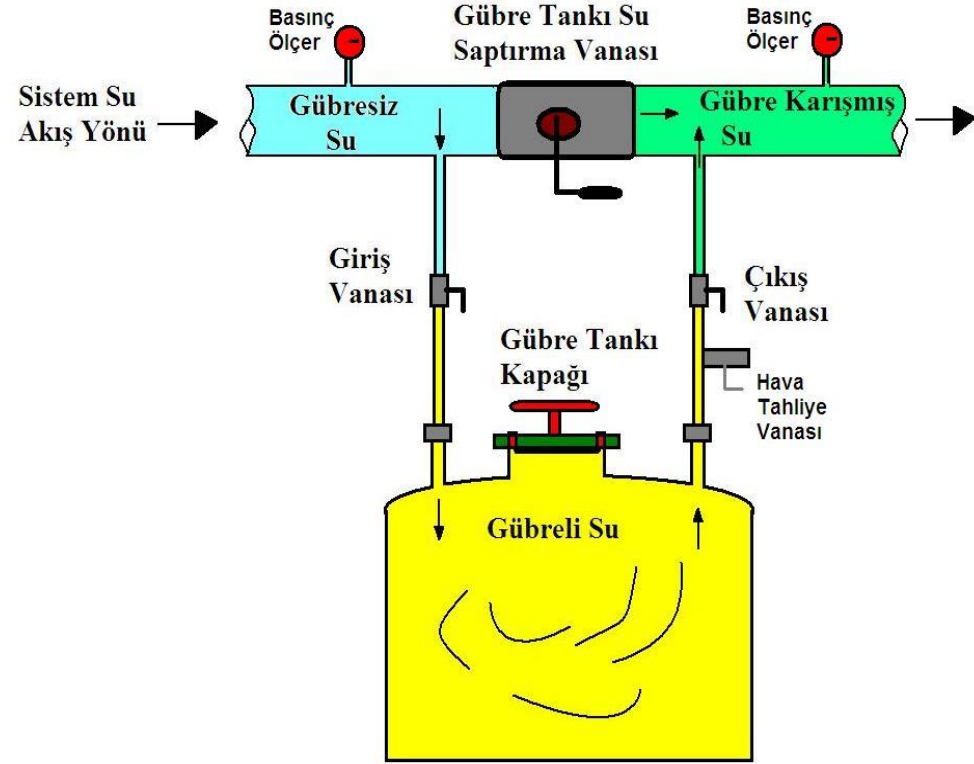 Basınç
Ölçer
Gübre Tankı Su
Saptırma Vanası
Basınç
Ölçer
Sistem Su
Akış Yönü
Gübresiz
Su
Gübre Karışmış
Su
Giriş
Vanası
Çıkış
Vanası
Gübre Tankı
Kapağı
Hava
Tahliye
Vanası
Gübreli Su